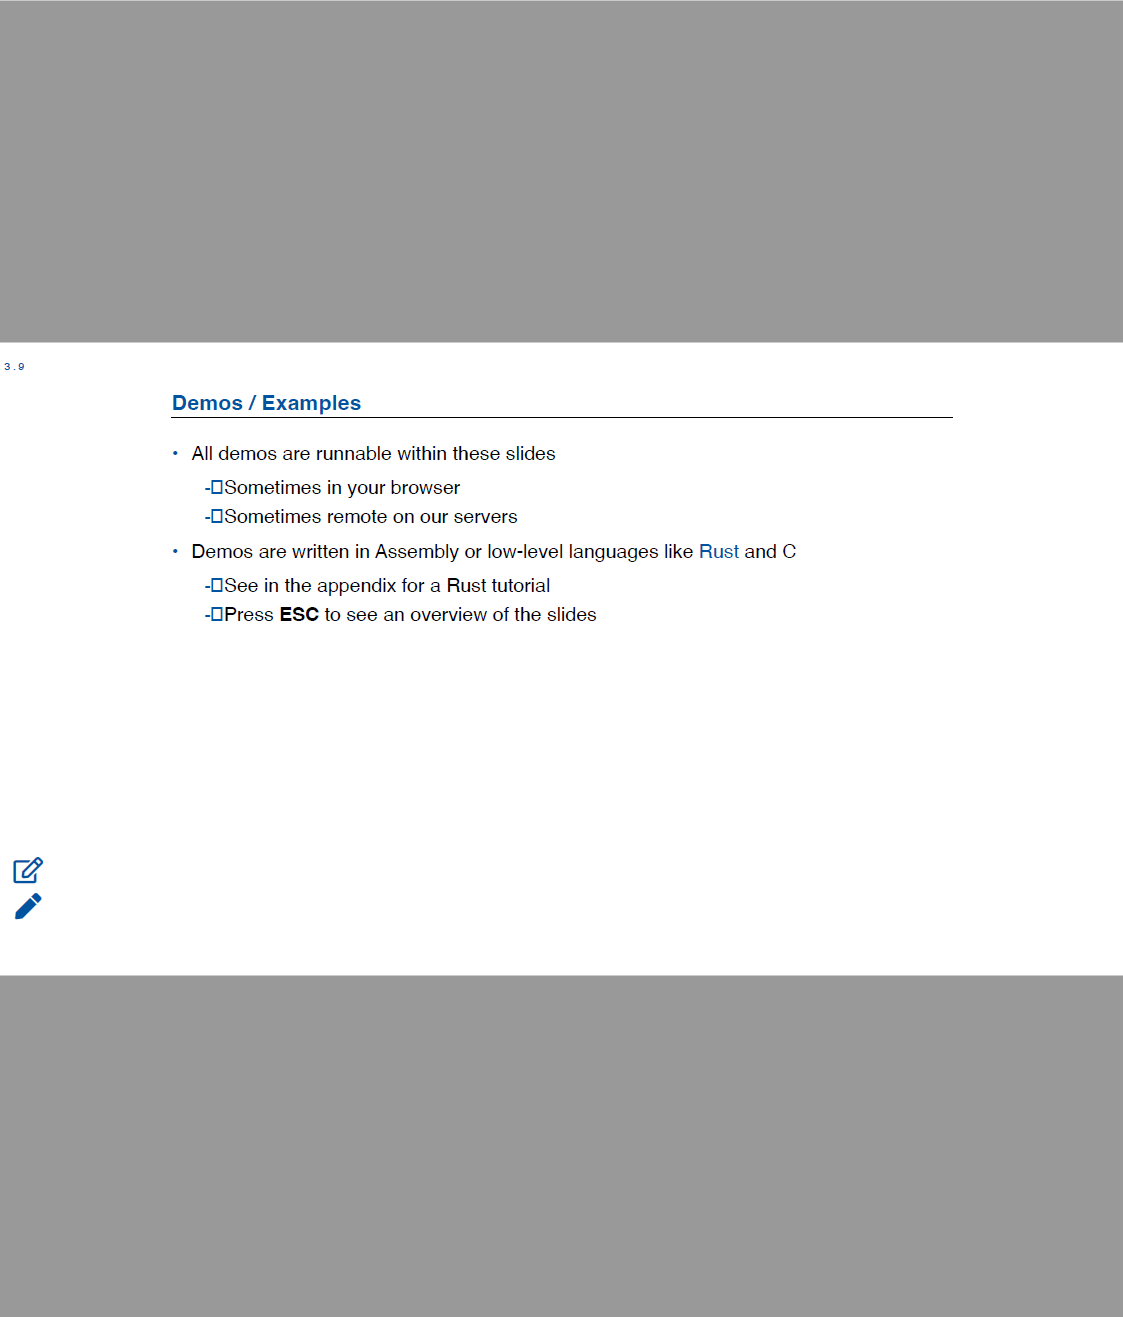 3.9
Demos / Examples
• All demos are runnable within these slides
-□Sometimes in your browser
-□Sometimes remote on our servers
• Demos are written in Assembly or low-level languages like Rust and C
-□See in the appendix for a Rust tutorial
-□Press ESC to see an overview of the slides